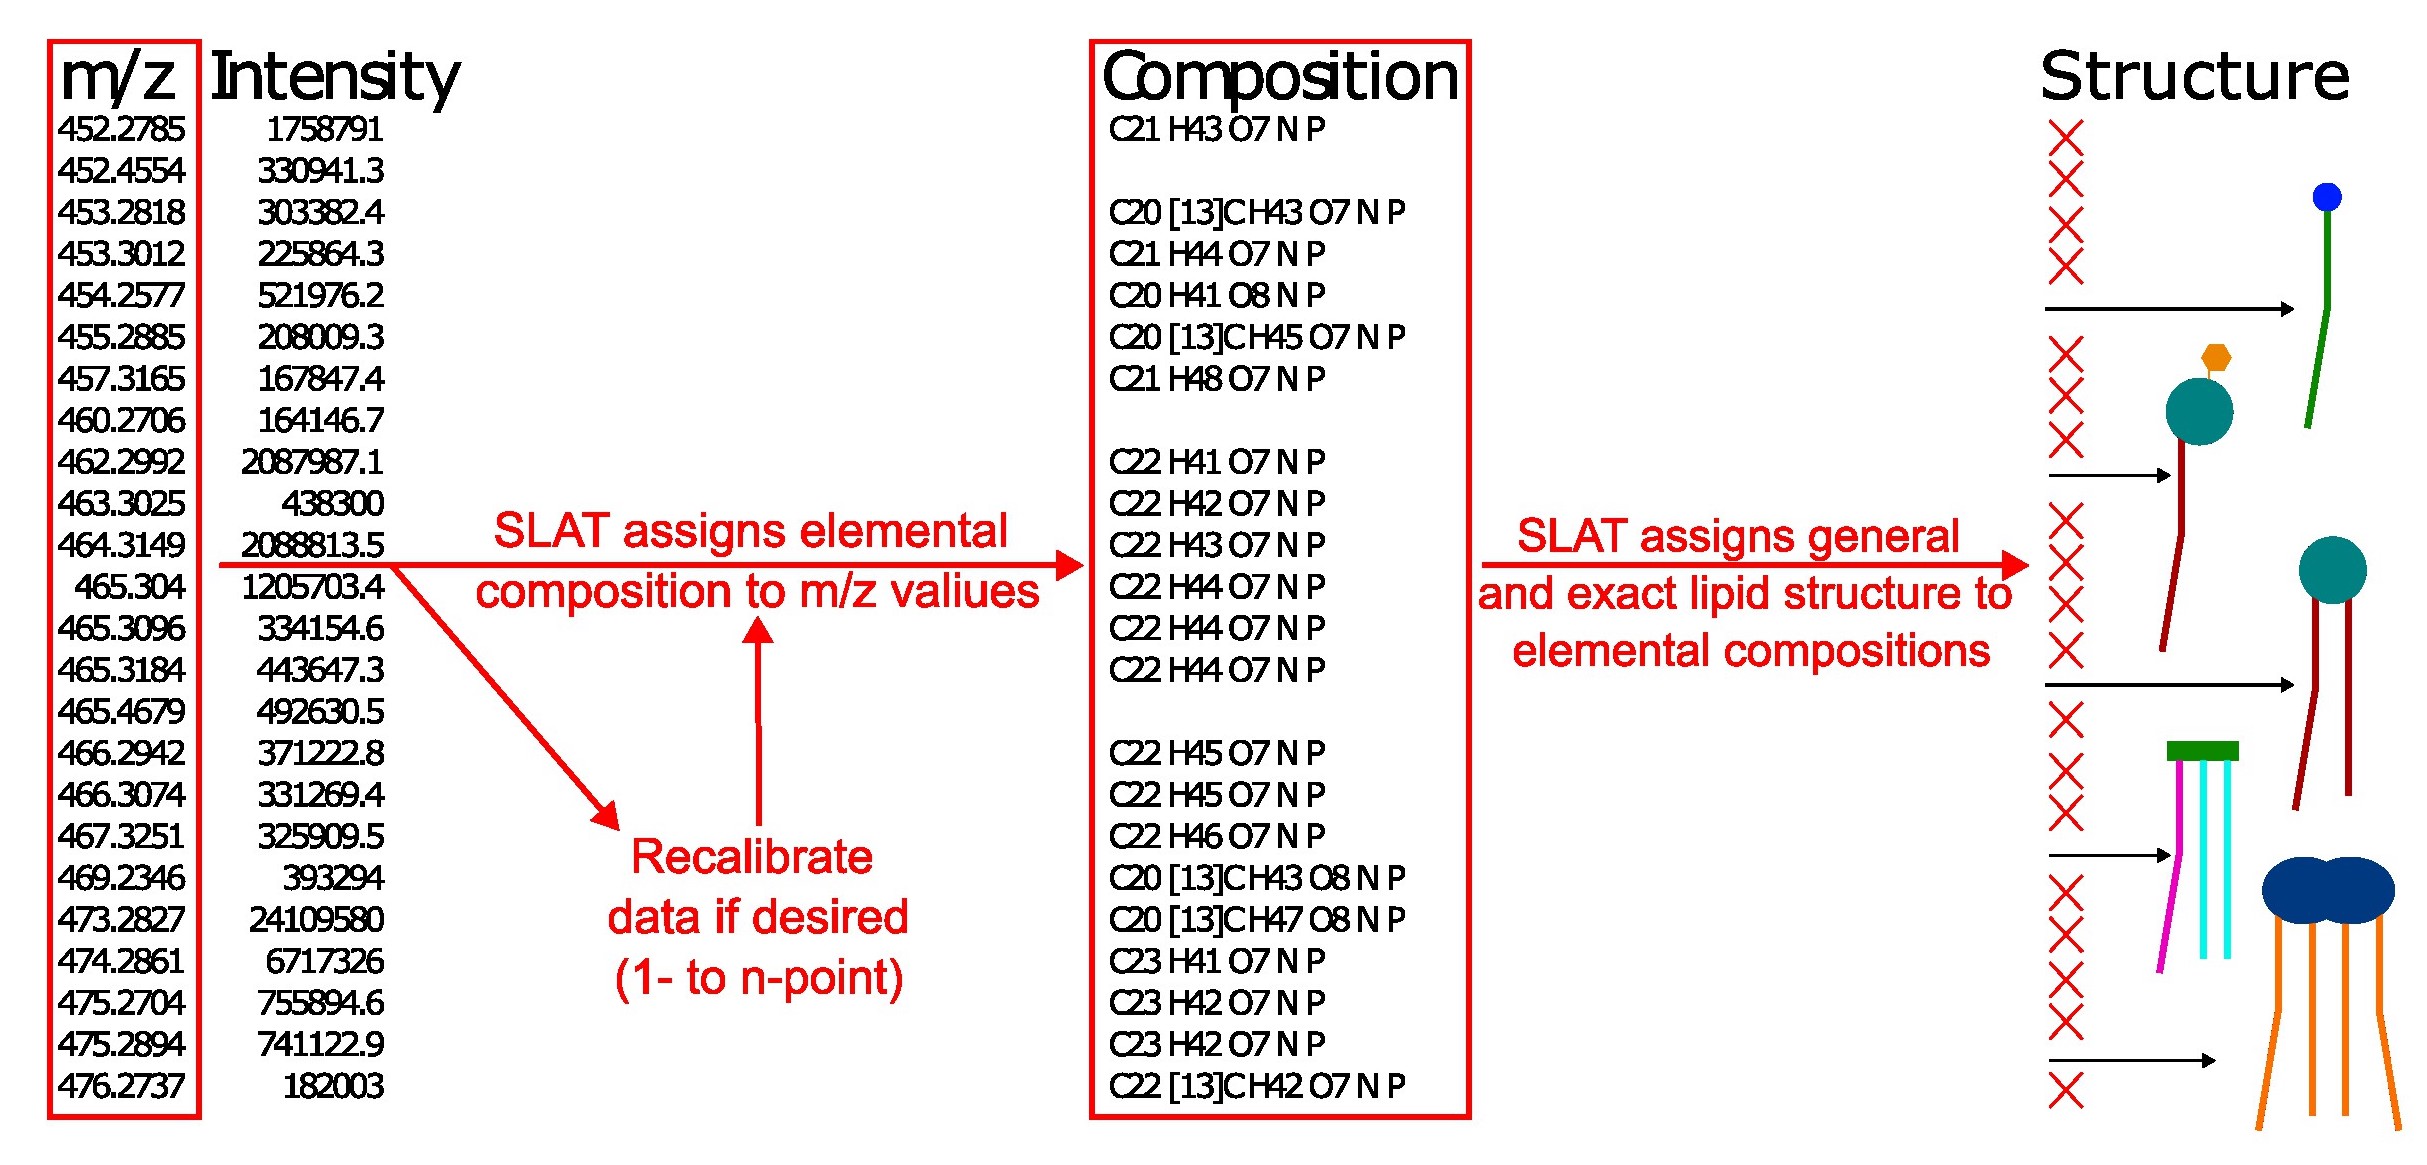 m/z Intensity Composition Structure
452.2785 1758791 C21 H43 O7 N P
452.4554 330941.3
453.2818 303382.4 C20 [13]CH43 O7 N P
453.3012 225864.3 C21 H44 O7 N P
454.2577 521976.2 C20 H41 O8 N P
455.2885 208009.3 C20 [13]CH45 O7 N P
457.3165 167847.4 C21 H48 O7 N P
460.2706 164146.7
462.2992 2087987.1 C22 H41 O7 N P
463.3025 438300 C22 H42 O7 N P
464.3149 2088813.5 C22 H43 O7 N P
465.304 1205703.4 C22 H44 O7 N P
465.3096 334154.6 C22 H44 O7 N P
465.3184 443647.3 C22 H44 O7 N P
465.4679 492630.5
466.2942 371222.8 C22 H45 O7 N P
466.3074 331269.4 C22 H45 O7 N P
467.3251 325909.5 C22 H46 O7 N P
469.2346 393294 C20 [13]CH43 O8 N P
473.2827 24109580 C20 [13]CH47 O8 N P
474.2861 6717326 C23 H41 O7 N P
475.2704 755894.6 C23 H42 O7 N P
475.2894 741122.9 C23 H42 O7 N P
476.2737 182003 C22 [13]CH42 O7 N P
SLAT assigns elemental
composition to m/z valiues
Recalibrate
data if desired
(1- to n-point)
SLAT assigns general
and exact lipid structure to
elemental compositions